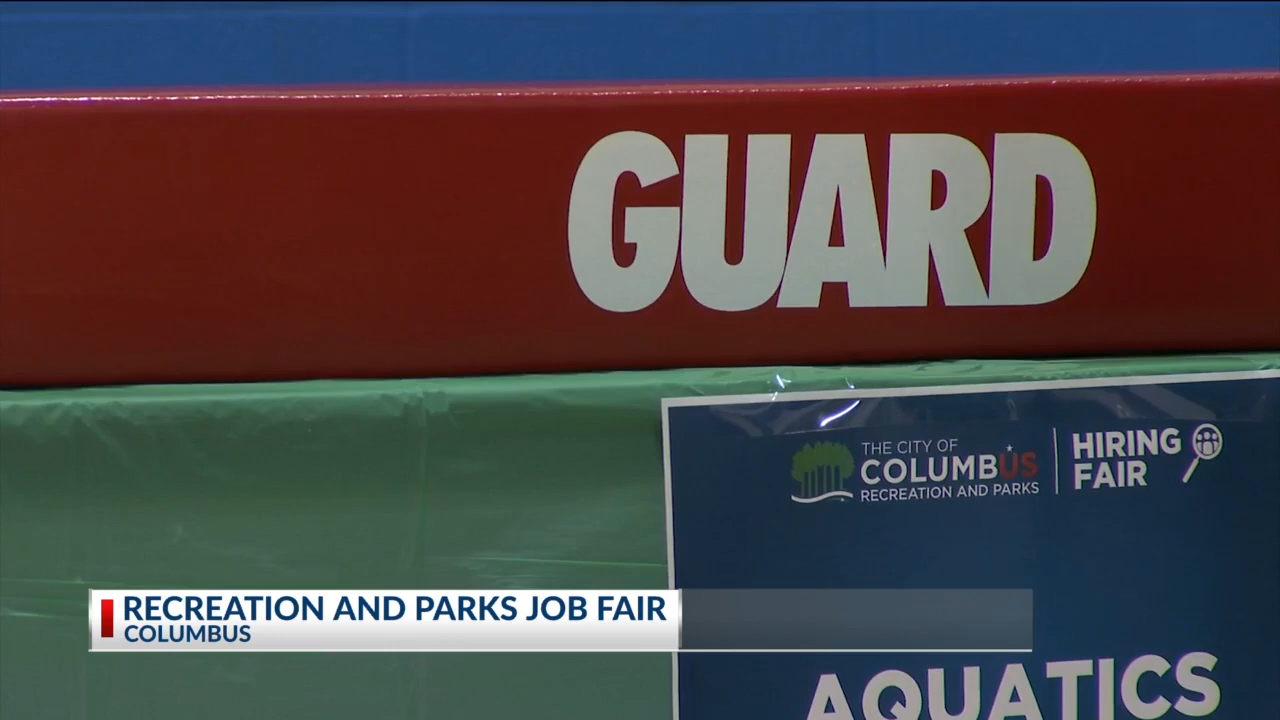 GUARD
THE CITY OF
COLUMBUS
RECREATION AND PARKS
HIRING
FAIR
RECREATION AND PARKS JOB FAIR
COLUMBUS
AQUATICS